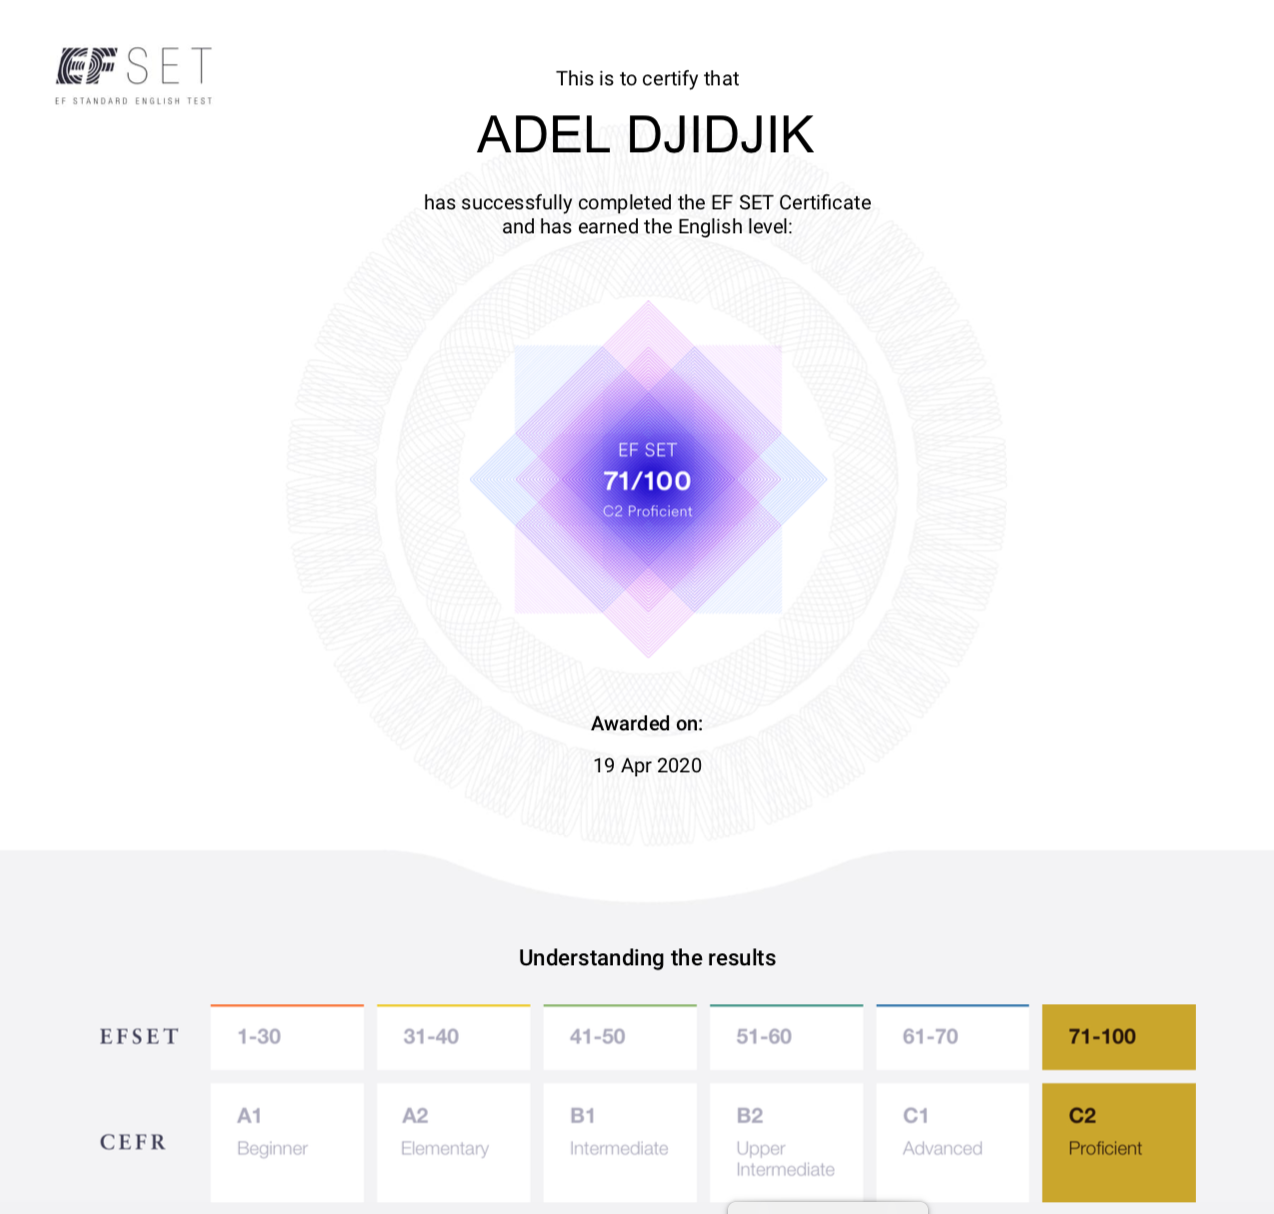 EF SET
EF STANDARD ENGLISH TEST
This is to certify that
ADEL DJIDJIK
has successfully completed the EF SET Certificate
and has earned the English level:
EF SET
71/100
C2 Proficient
Awarded on:
19 Apr 2020
Understanding the results
EFSET 1-30 31-40 41-50 51-60 61-70 71-100
CEFR
A1 A2 B1 B2 C1 C2
Beginner Elementary Intermediate Upper Advanced Proficient
Intermediate